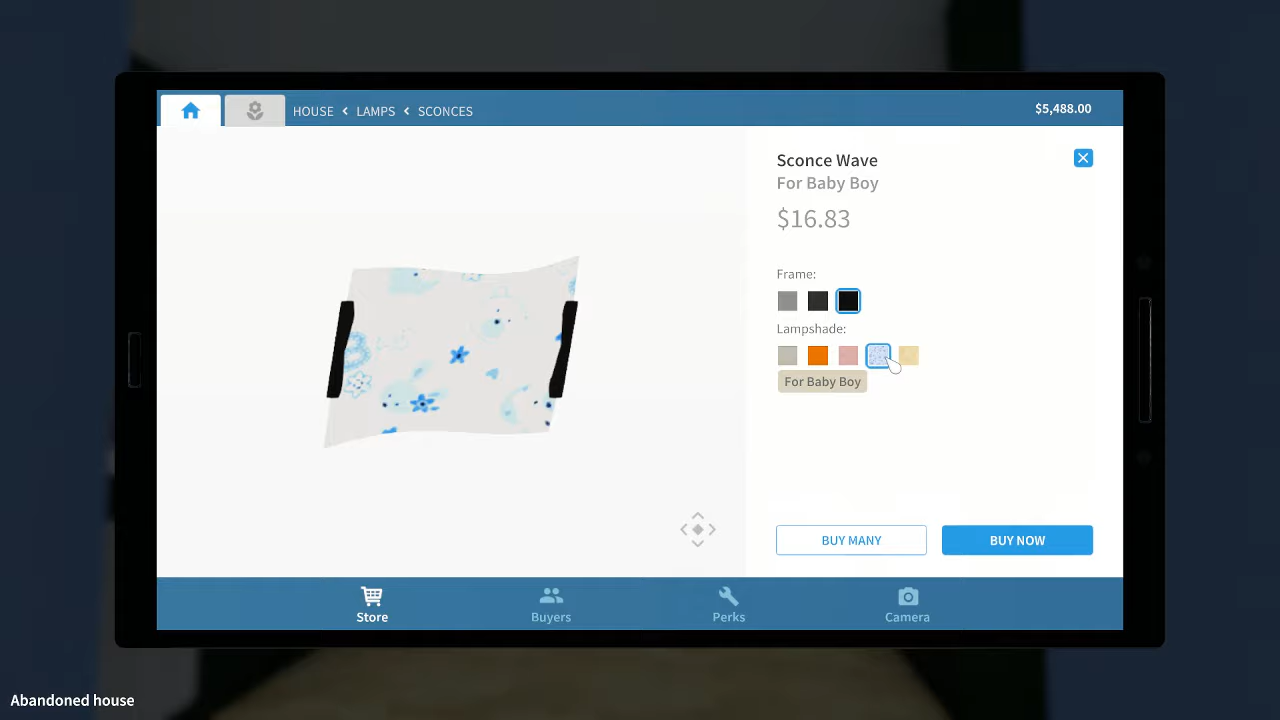 HOUSE < LAMPS < SCONCES
$5,488.00
Sconce Wave
For Baby Boy
$16.83
Frame:
Lampshade:
For Baby Boy
BUY MANY
BUY NOW
Store
Buyers
Perks
Camera
Abandoned house